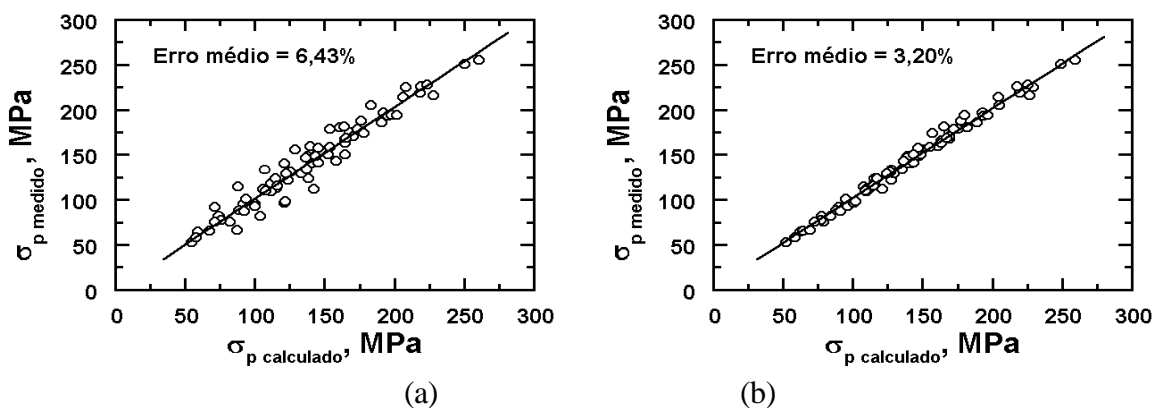 300
250
200
150
100
50
0
σp medido, MPa
Erro médio = 6,43%
0 50 100 150 200 250 300
σp calculado, MPa
(a)
300
250
200
150
100
50
0
σp medido, MPa
Erro médio = 3,20%
0 50 100 150 200 250 300
σp calculado, MPa
(b)